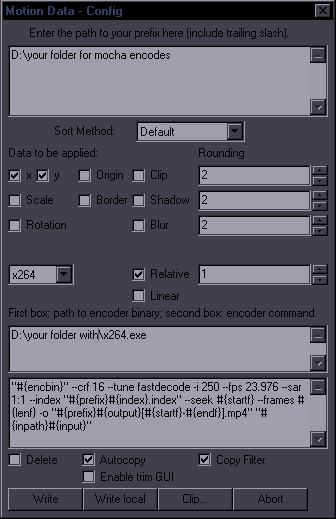 Motion Data - Config
Enter the path to your prefix here (include trailing slash).
D:\your folder for mocha encodes
Sort Method: Default
Data to be applied: Rounding
x y Origin Clip 2
Scale Border Shadow 2
Rotation Blur 2
x264 Relative 1
Linear
First box: path to encoder binary; second box: encoder command.
D:\your folder with\x264.exe
"#{encbin}" --crf 16 --tune fastdecode -i 250 --fps 23.976 --sar
1:1 --index "#{prefix}#{index}.index" --seek #{startf} --frames #
{lenf} -o "#{prefix}#{output}[#{startf}-#{endf}].mp4" "#
{inpath}#{input}"
Delete Autocopy Copy Filter
Enable trim GUI
Write Write local Clip... Abort